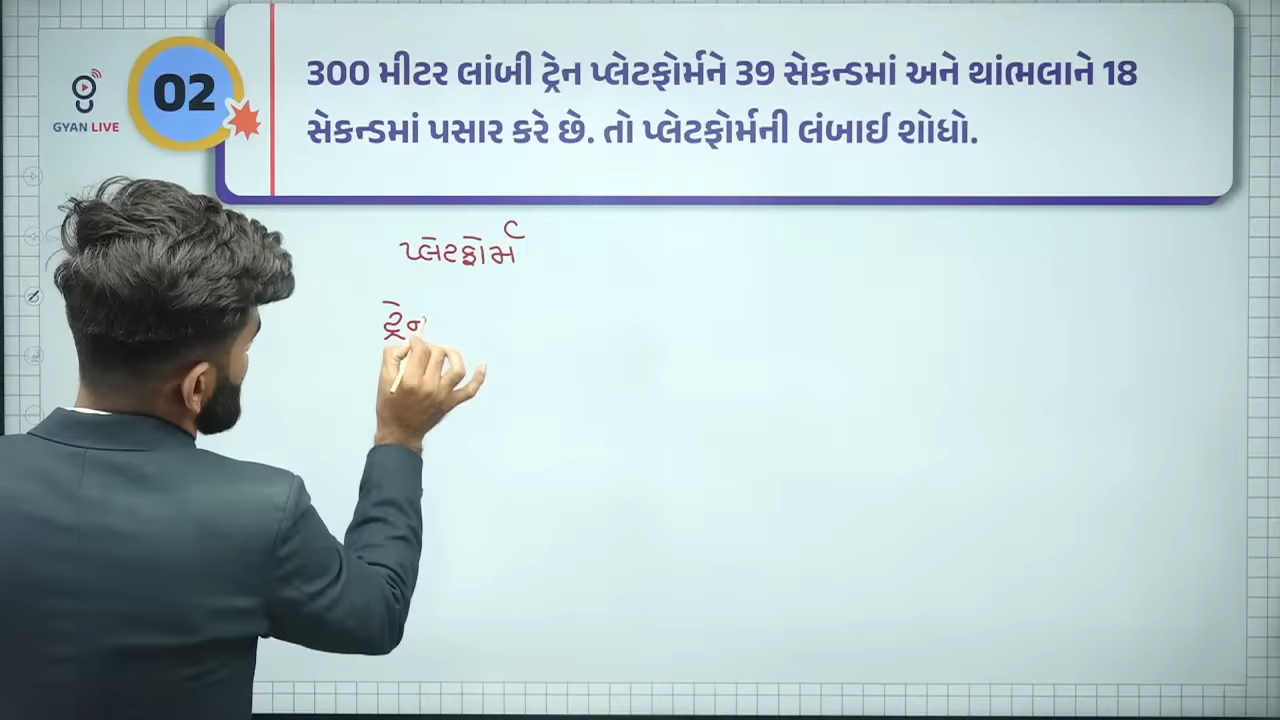 02
300 મીટર લાંબી ટ્રેન પ્લેટફોર્મને 39 સેકન્ડમાં અને થાંભલાને 18
સેકન્ડમાં પસાર કરે છે. તો પ્લેટફોર્મની લંબાઈ શોધો.
GYAN LIVE
પ્લેટફોર્મ
ટ્રેન